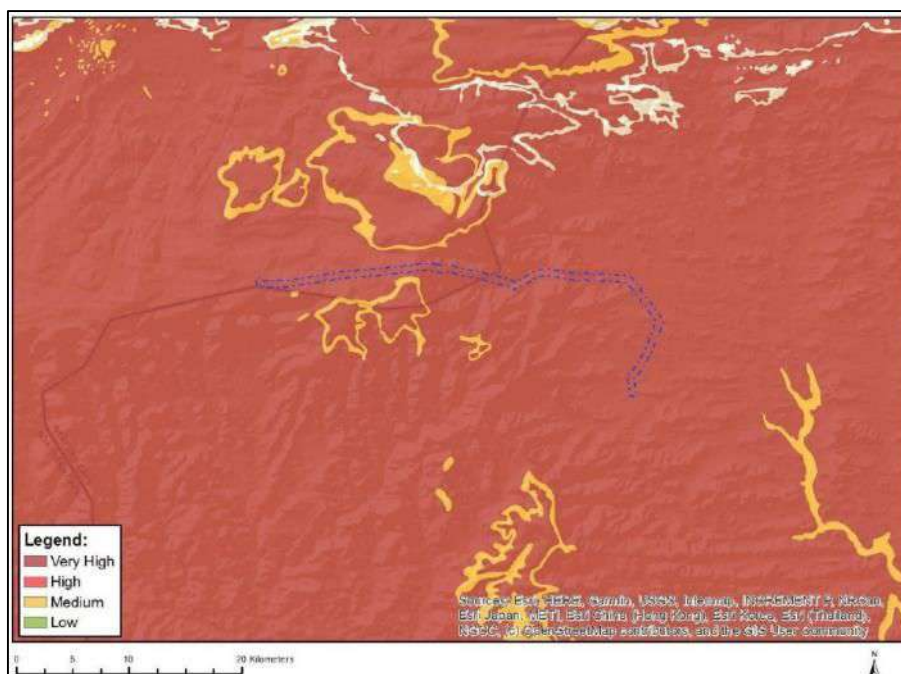 Legend:
Very High
High
Medium
Low
Sources: Esri, HERE, Garmin, USGS, Intermap, INCREMENT P, NRCan,
Esri Japan, METI, Esri China (Hong Kong), Esri Korea, Esri (Thailand),
NGCC, (c) OpenStreetMap contributors, and the GIS User Community
0 5 10 20 Kilometers
N